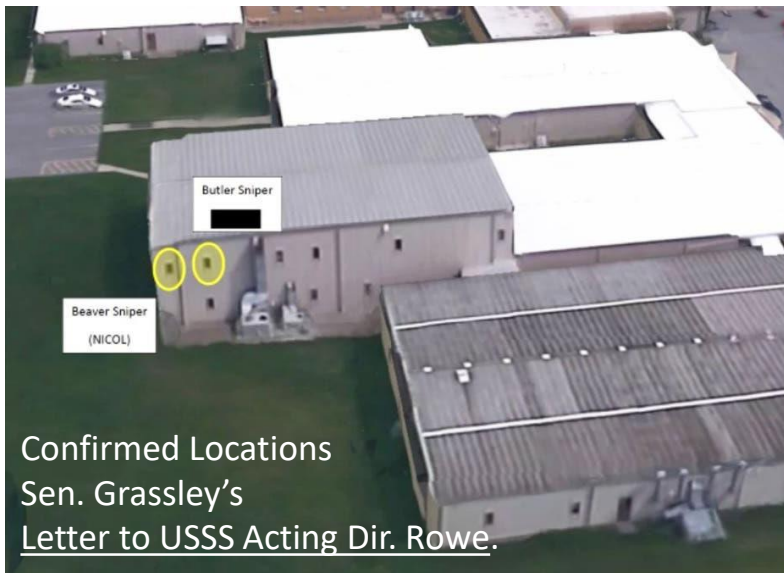 Butler Sniper
Beaver Sniper
(NICOL)
Confirmed Locations
Sen. Grassley's
Letter to USSS Acting Dir. Rowe.